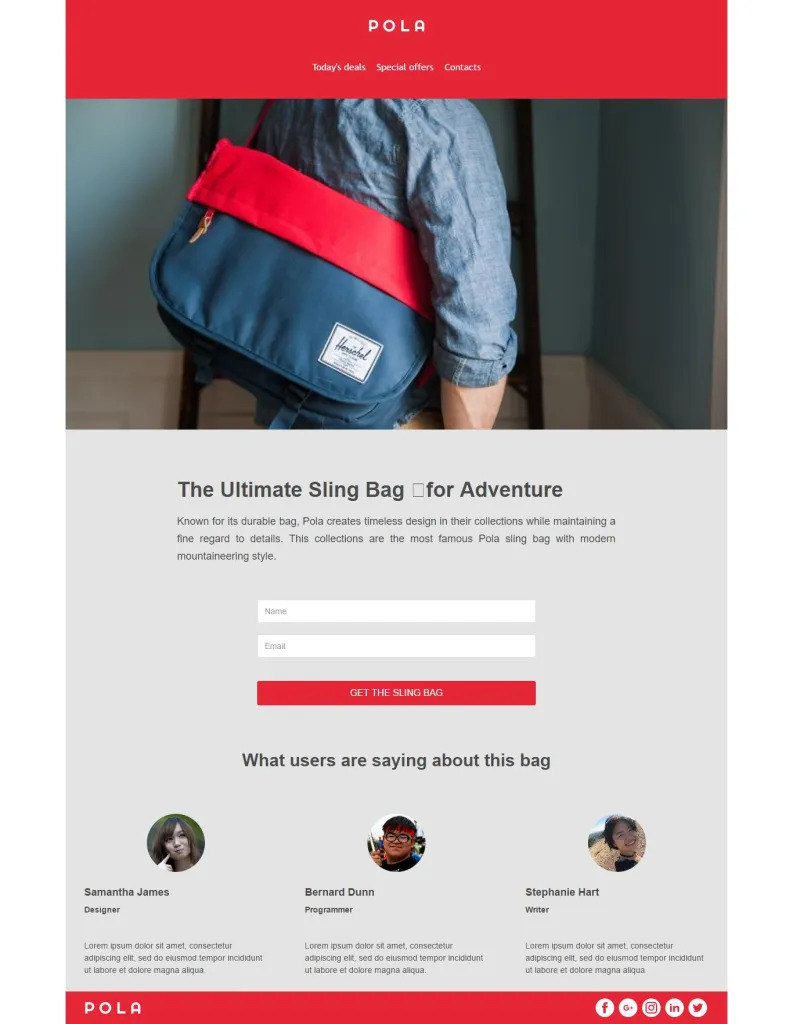 POLA
Today's deals Special offers Contacts
Herschel
The Ultimate Sling Bag □for Adventure
Known for its durable bag, Pola creates timeless design in their collections while maintaining a
fine regard to details. This collections are the most famous Pola sling bag with modern
mountaineering style.
Name
Email
GET THE SLING BAG
What users are saying about this bag
Samantha James
Designer
Lorem ipsum dolor sit amet, consectetur
adipiscing elit, sed do eiusmod tempor incididunt
ut labore et dolore magna aliqua.
Bernard Dunn
Programmer
Lorem ipsum dolor sit amet, consectetur
adipiscing elit, sed do eiusmod tempor incididunt
ut labore et dolore magna aliqua.
Stephanie Hart
Writer
Lorem ipsum dolor sit amet, consectetur
adipiscing elit, sed do eiusmod tempor incididunt
ut labore et dolore magna aliqua.
POLA